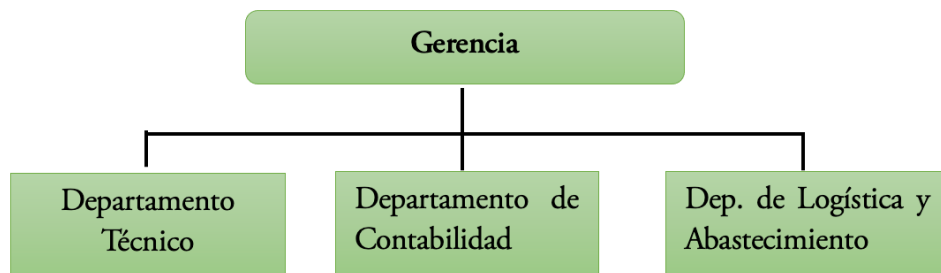 Gerencia
Departamento
Técnico
Departamento de
Contabilidad
Dep. de Logística y
Abastecimiento